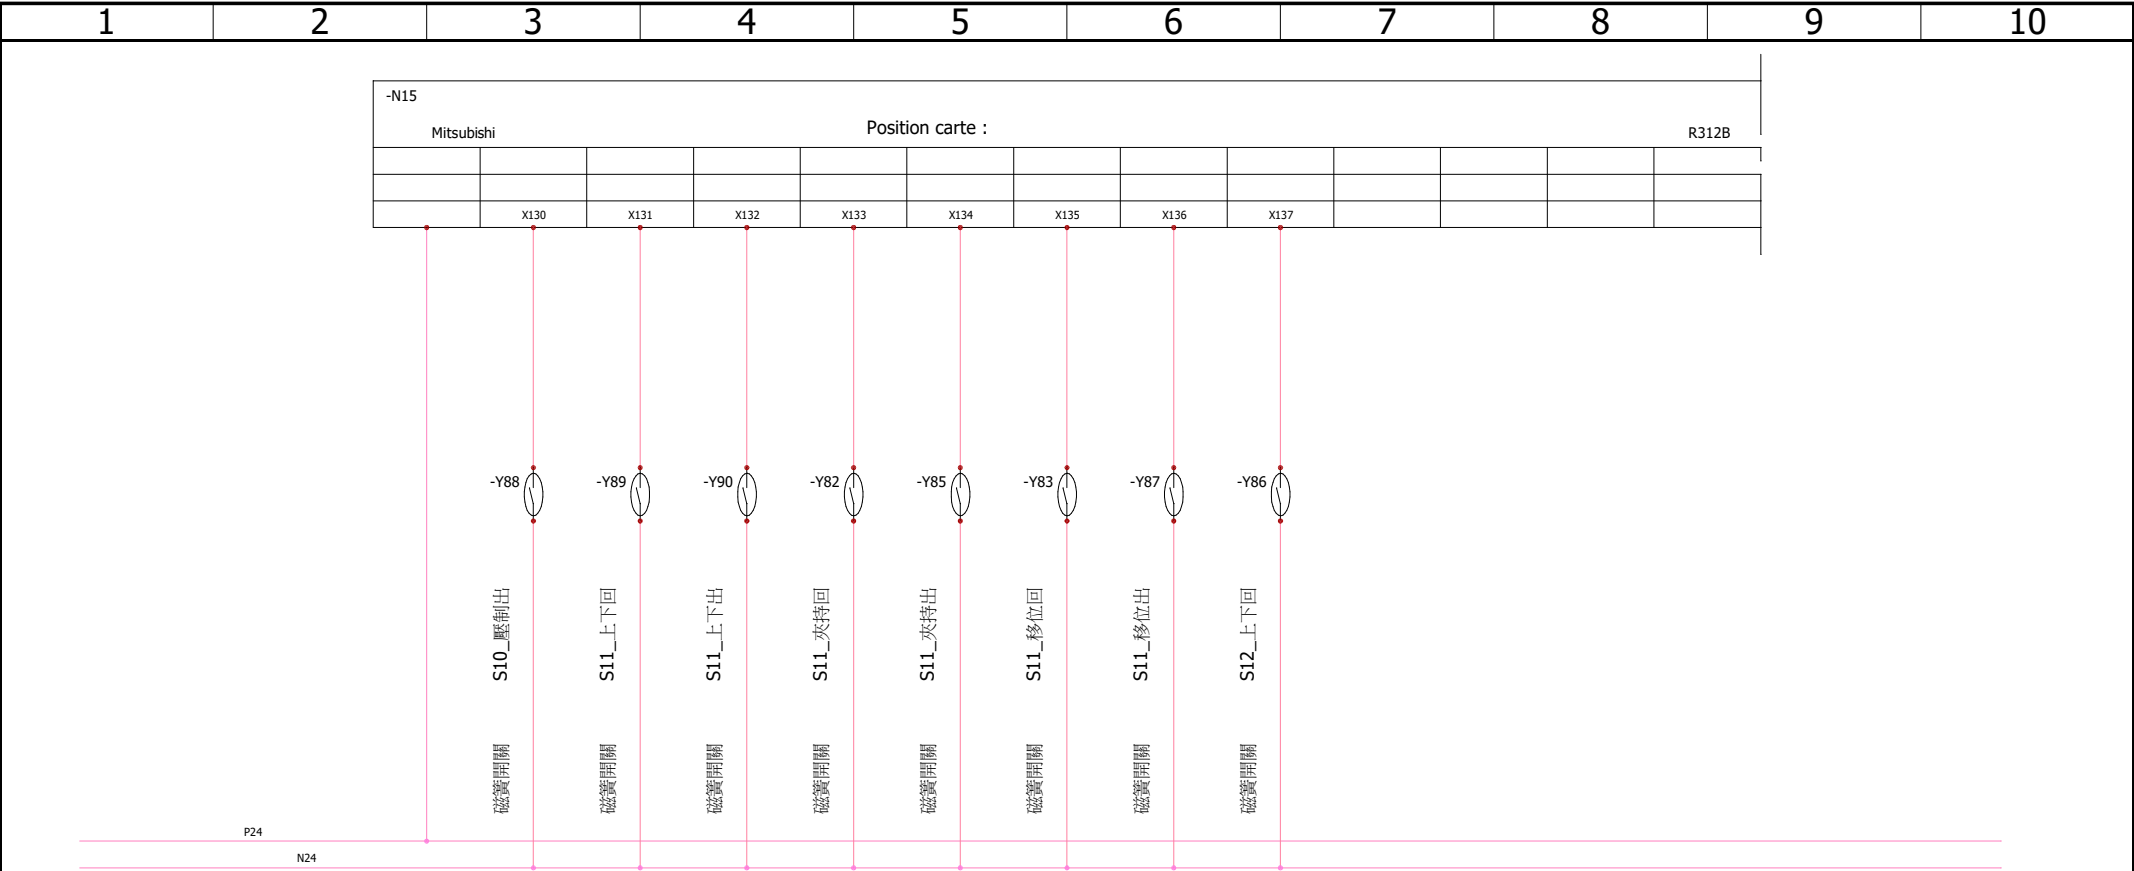 1 2 3 4 5 6 7 8 9 10
-N15
Mitsubishi Position carte : R312B
X130 X131 X132 X133 X134 X135 X136 X137
-Y88 -Y89 -Y90 -Y82 -Y85 -Y83 -Y87 -Y86
S10_壓制出
S11_上下回
S11_上下出
S11_夾持回
S11_夾持出
S11_移位回
S11_移位出
S12_上下回
磁簧開關
磁簧開關
磁簧開關
磁簧開關
磁簧開關
磁簧開關
磁簧開關
磁簧開關
P24
N24